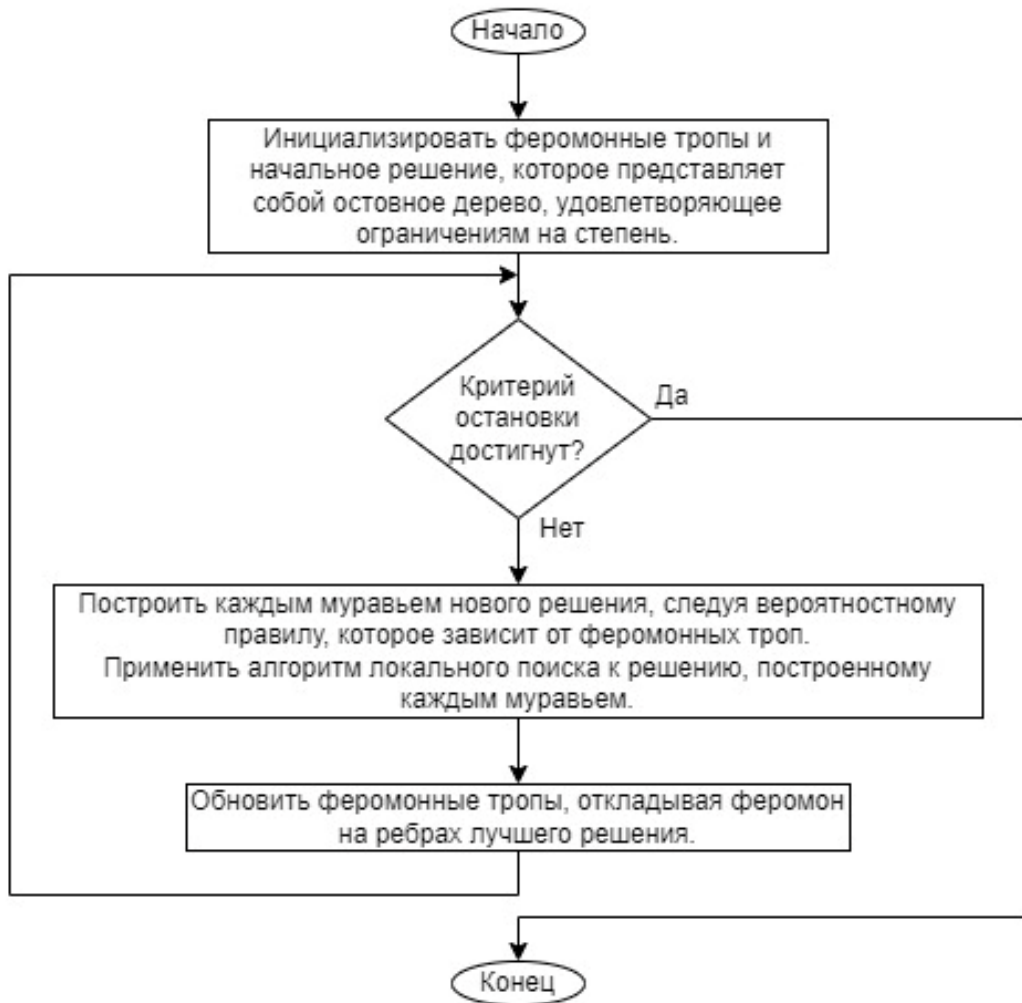 Начало
Инициализировать феромонные тропы и
начальное решение, которое представляет
собой остовное дерево, удовлетворяющее
ограничениям на степень.
Критерий
остановки
достигнут?
Да
Нет
Построить каждым муравьем нового решения, следуя вероятностному
правилу, которое зависит от феромонных троп.
Применить алгоритм локального поиска к решению, построенному
каждым муравьем.
Обновить феромонные тропы, откладывая феромон
на ребрах лучшего решения.
Конец